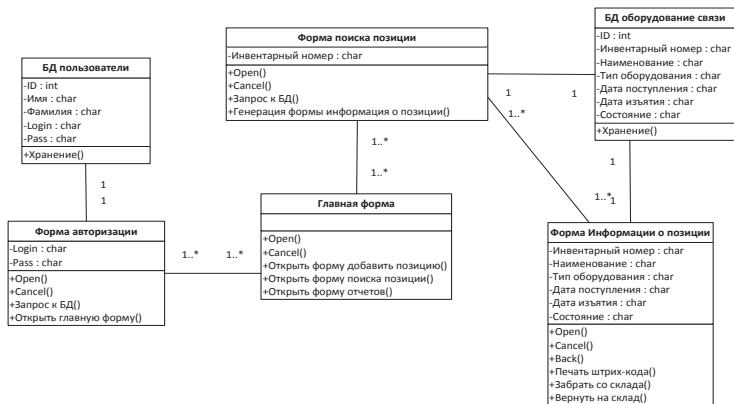 БД пользователи
-ID : int
-Имя : char
-Фамилия : char
-Login : char
-Pass : char
+Хранение()
1
1
Форма авторизации
-Login : char
-Pass : char
+Open()
+Cancel()
+Запрос к БД()
+Открыть главную форму()
1..*
1..*
Форма поиска позиции
-Инвентарный номер : char
+Open()
+Cancel()
+Запрос к БД()
+Генерация формы информация о позиции()
1..*
1..*
Главная форма
+Open()
+Cancel()
+Открыть форму добавить позицию()
+Открыть форму поиска позиции()
+Открыть форму отчетов()
1
1
1..*
1..*
БД оборудование связи
-ID : int
-Инвентарный номер : char
-Наименование : char
-Тип оборудования : char
-Дата поступления : char
-Дата изъятия : char
-Состояние : char
+Хранение()
1
1
Форма Информации о позиции
-Инвентарный номер : char
-Наименование : char
-Тип оборудования : char
-Дата поступления : char
-Дата изъятия : char
-Состояние : char
+Open()
+Cancel()
+Back()
+Печать штрих-кода()
+Забрать со склада()
+Вернуть на склад()